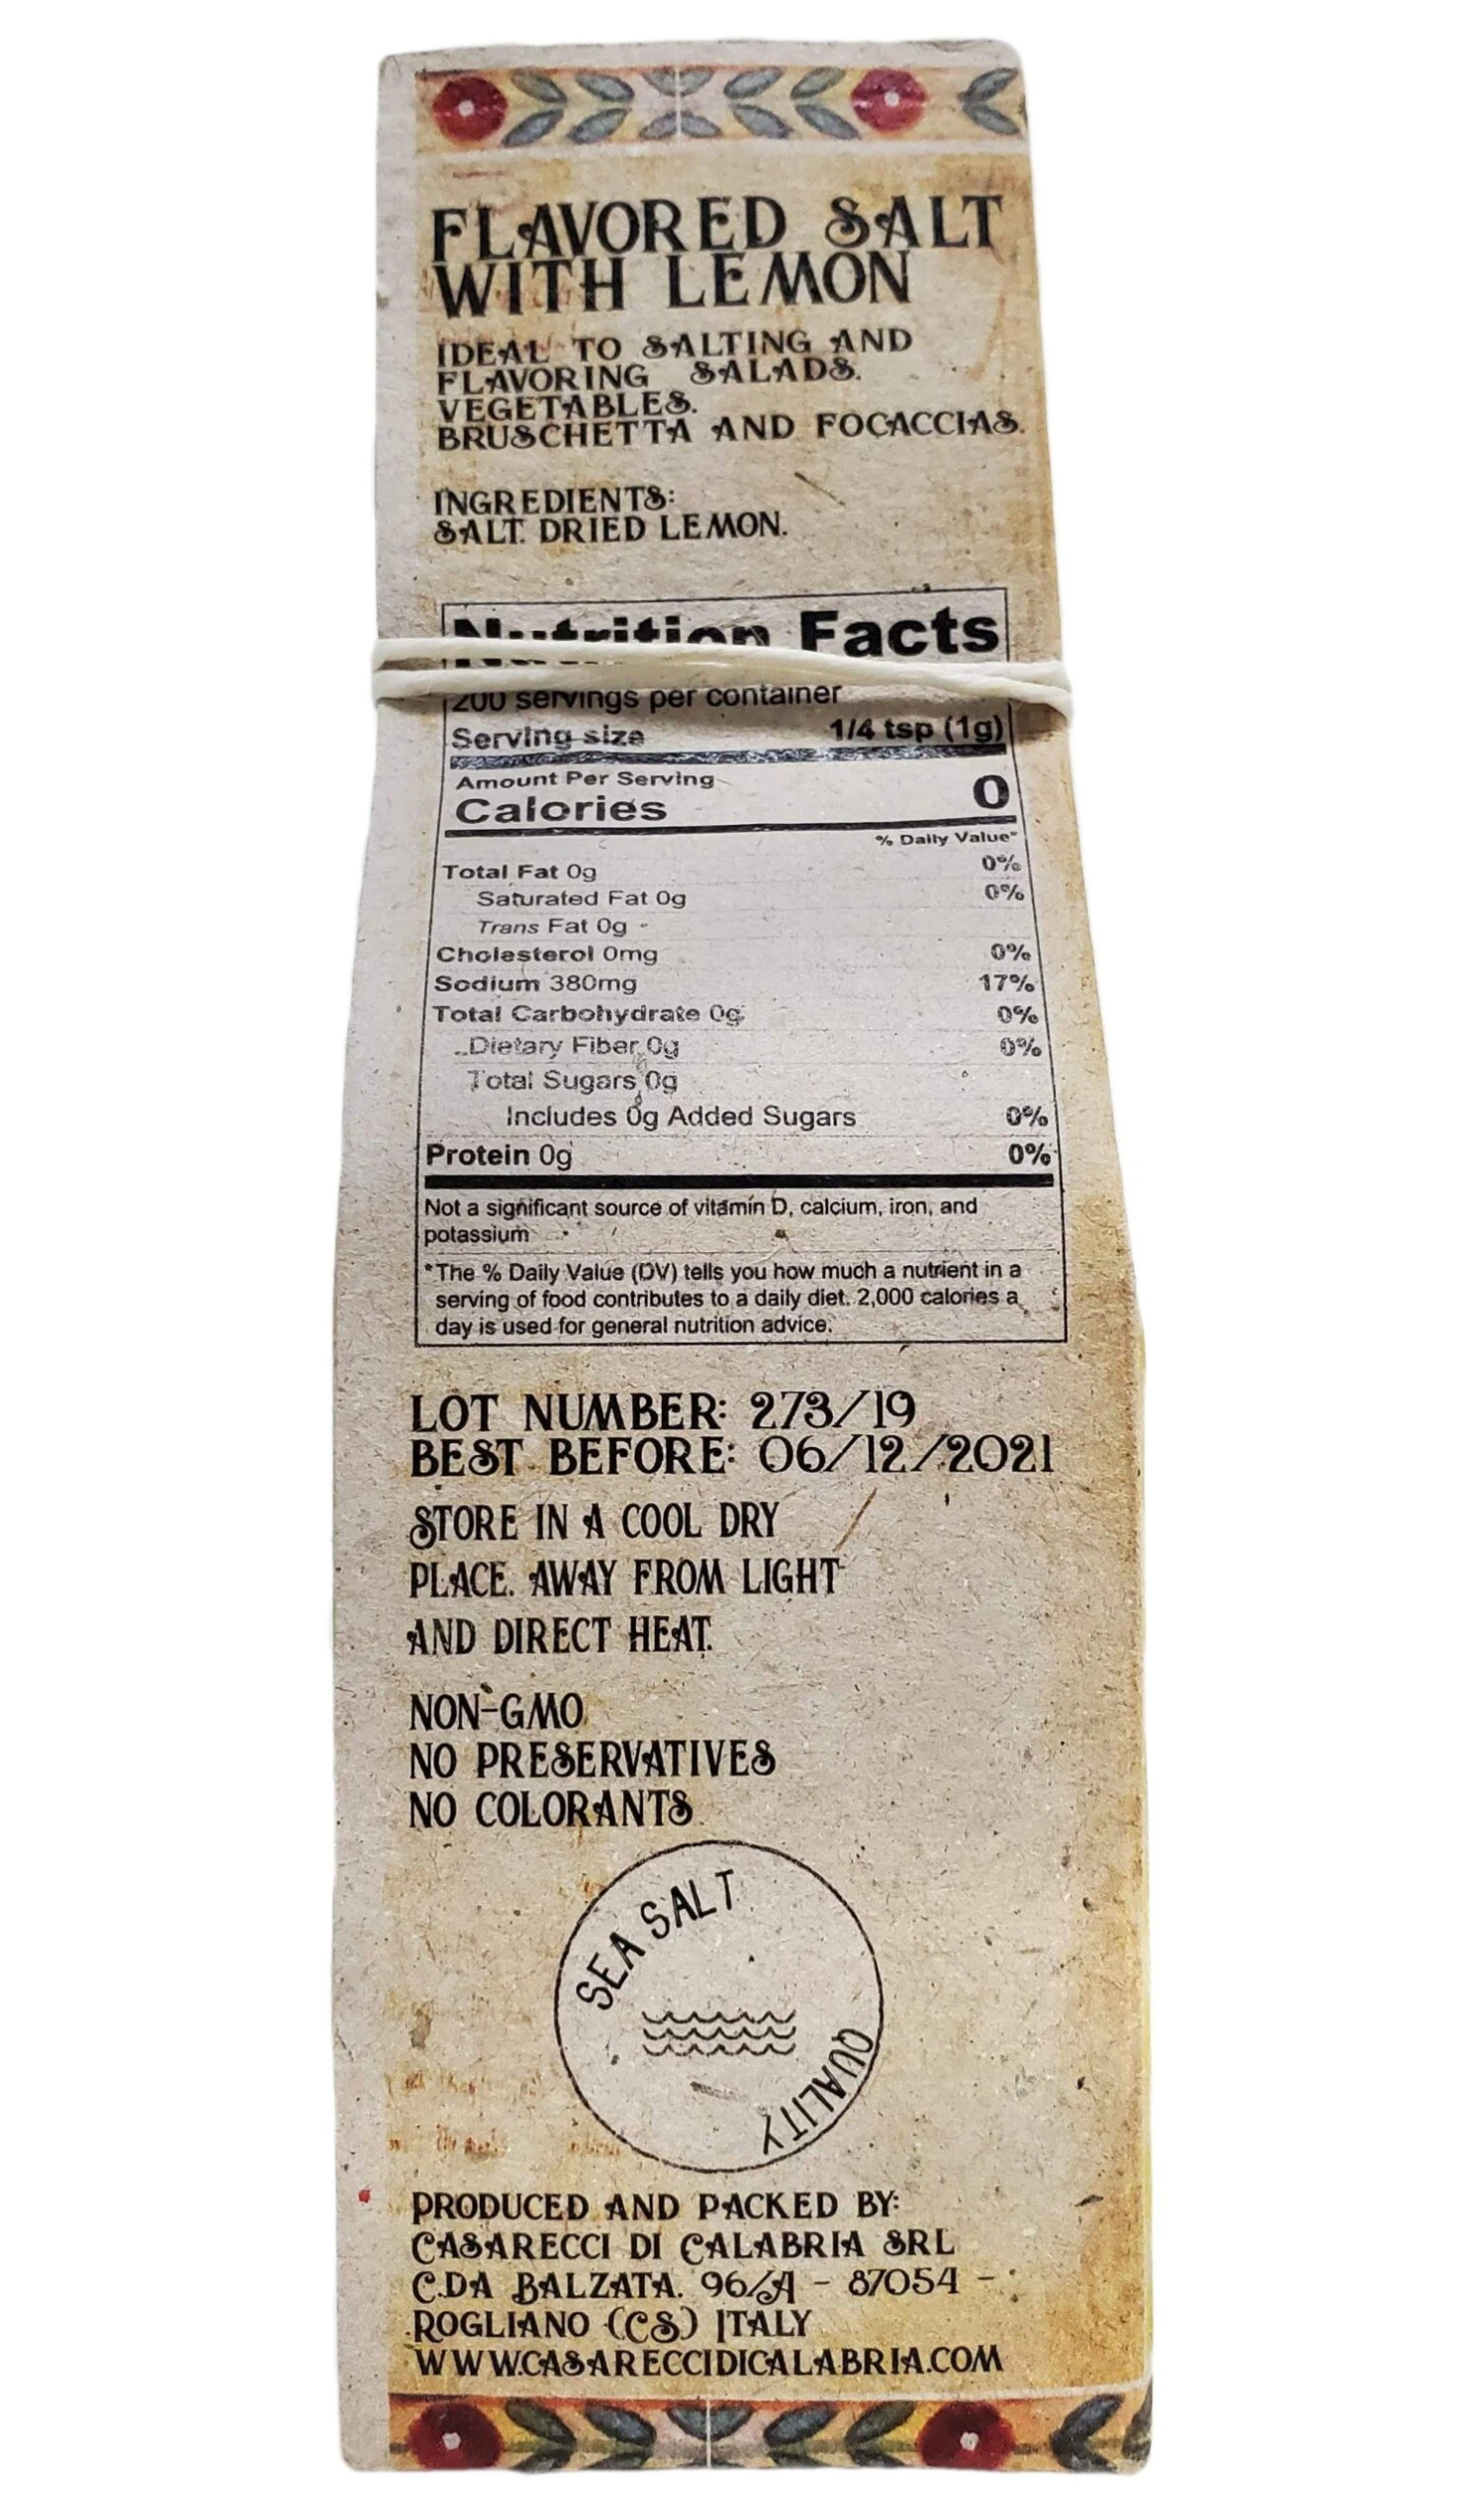 FLAVORED SALT
WITH LEMON
IDEAL TO SALTING AND
FLAVORING SALADS.
VEGETABLES.
BRUSCHETTA AND FOCACCIAS.
INGREDIENTS:
SALT. DRIED LEMON.
Nutrition Facts
200 servings per container
Serving size 1/4 tsp (1g)
Amount Per Serving
Calories 0
% Daily Value*
Total Fat 0g 0%
Saturated Fat 0g 0%
Trans Fat 0g
Cholesterol 0mg 0%
Sodium 380mg 17%
Total Carbohydrate 0g 0%
Dietary Fiber 0g 0%
Total Sugars 0g
Includes 0g Added Sugars 0%
Protein 0g 0%
Not a significant source of vitamin D, calcium, iron, and
potassium
*The % Daily Value (DV) tells you how much a nutrient in a
serving of food contributes to a daily diet. 2,000 calories a
day is used for general nutrition advice.
LOT NUMBER: 273/19
BEST BEFORE: 06/12/2021
STORE IN A COOL DRY
PLACE. AWAY FROM LIGHT
AND DIRECT HEAT.
NON-GMO
NO PRESERVATIVES
NO COLORANTS
SEA SALT
QUALITY
PRODUCED AND PACKED BY:
CASARECCI DI CALABRIA SRL
C.DA BALZATA. 96/A - 87054 -
ROGLIANO (CS) ITALY
WWW.CASARECCIDICALABRIA.COM